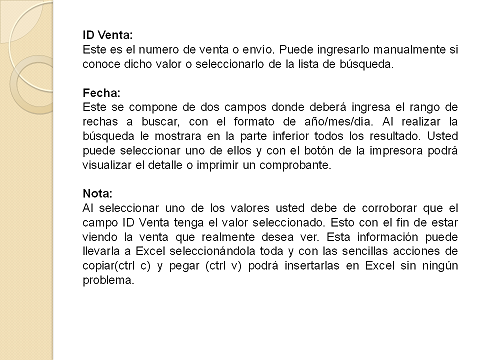 ID Venta:
Este es el numero de venta o envío. Puede ingresarlo manualmente si
conoce dicho valor o seleccionarlo de la lista de búsqueda.
Fecha:
Este se compone de dos campos donde deberá ingresa el rango de
rechas a buscar, con el formato de año/mes/día. Al realizar la
búsqueda le mostrara en la parte inferior todos los resultado. Usted
puede seleccionar uno de ellos y con el botón de la impresora podrá
visualizar el detalle o imprimir un comprobante.
Nota:
Al seleccionar uno de los valores usted debe de corroborar que el
campo ID Venta tenga el valor seleccionado. Esto con el fin de estar
viendo la venta que realmente desea ver. Esta información puede
llevarla a Excel seleccionándola toda y con las sencillas acciones de
copiar(ctrl c) y pegar (ctrl v) podrá insertarlas en Excel sin ningún
problema.